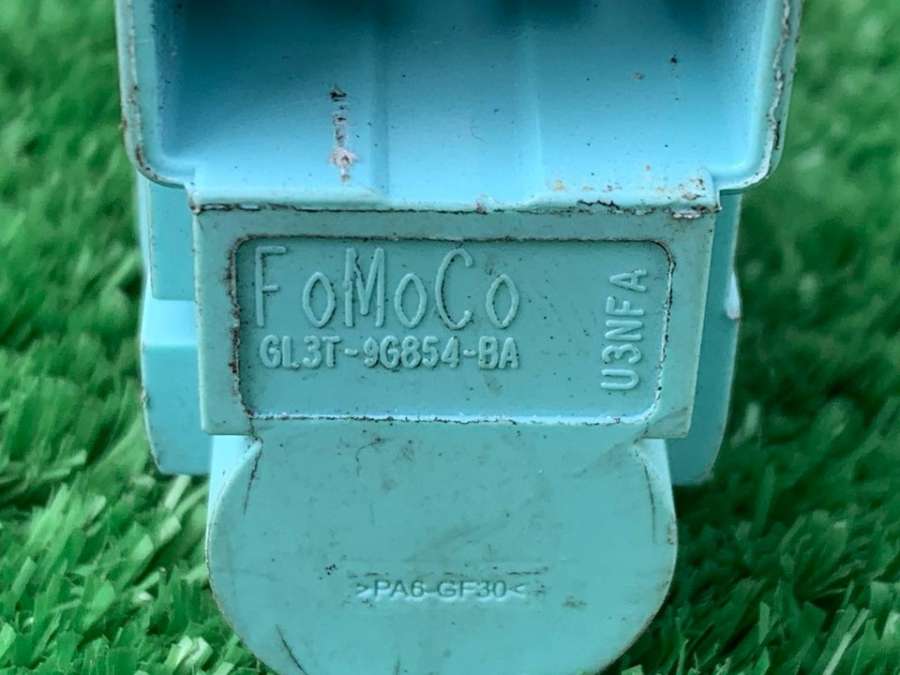 FoMoCo
GL3T-9G854-BA
U3NFA
>PA6-GF30<